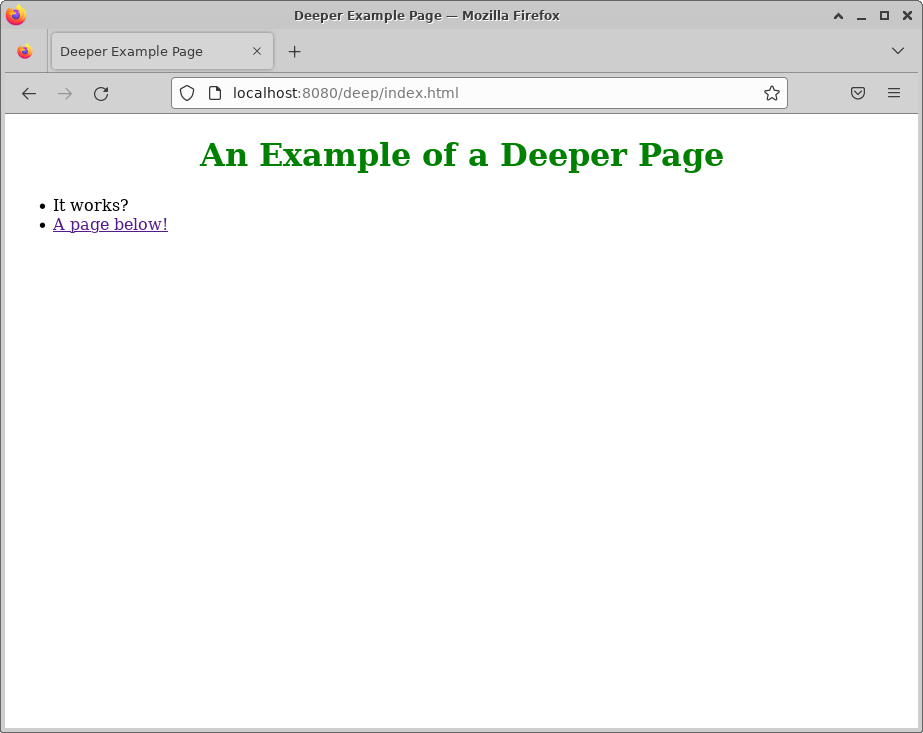 Deeper Example Page — Mozilla Firefox
Deeper Example Page
localhost:8080/deep/index.html
An Example of a Deeper Page
It works?
A page below!